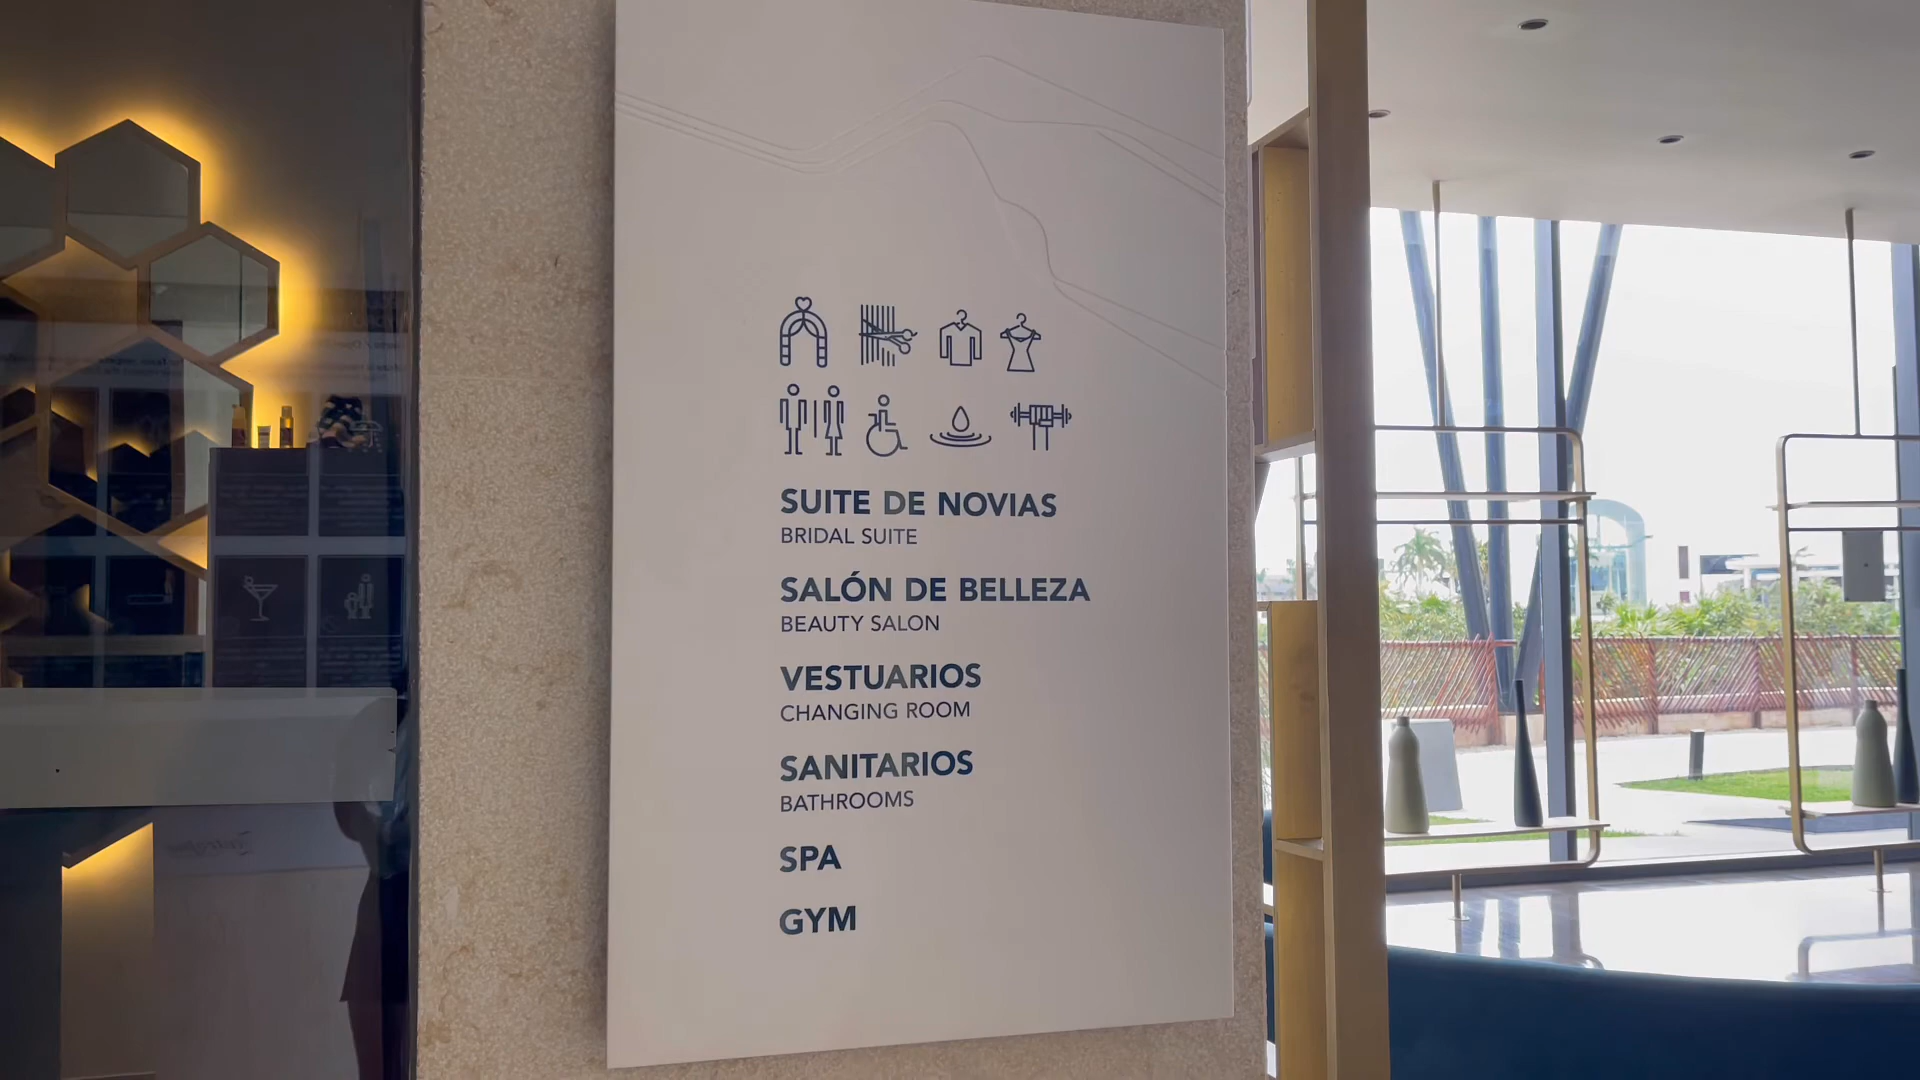 SUITE DE NOVIAS
BRIDAL SUITE
SALÓN DE BELLEZA
BEAUTY SALON
VESTUARIOS
CHANGING ROOM
SANITARIOS
BATHROOMS
SPA
GYM